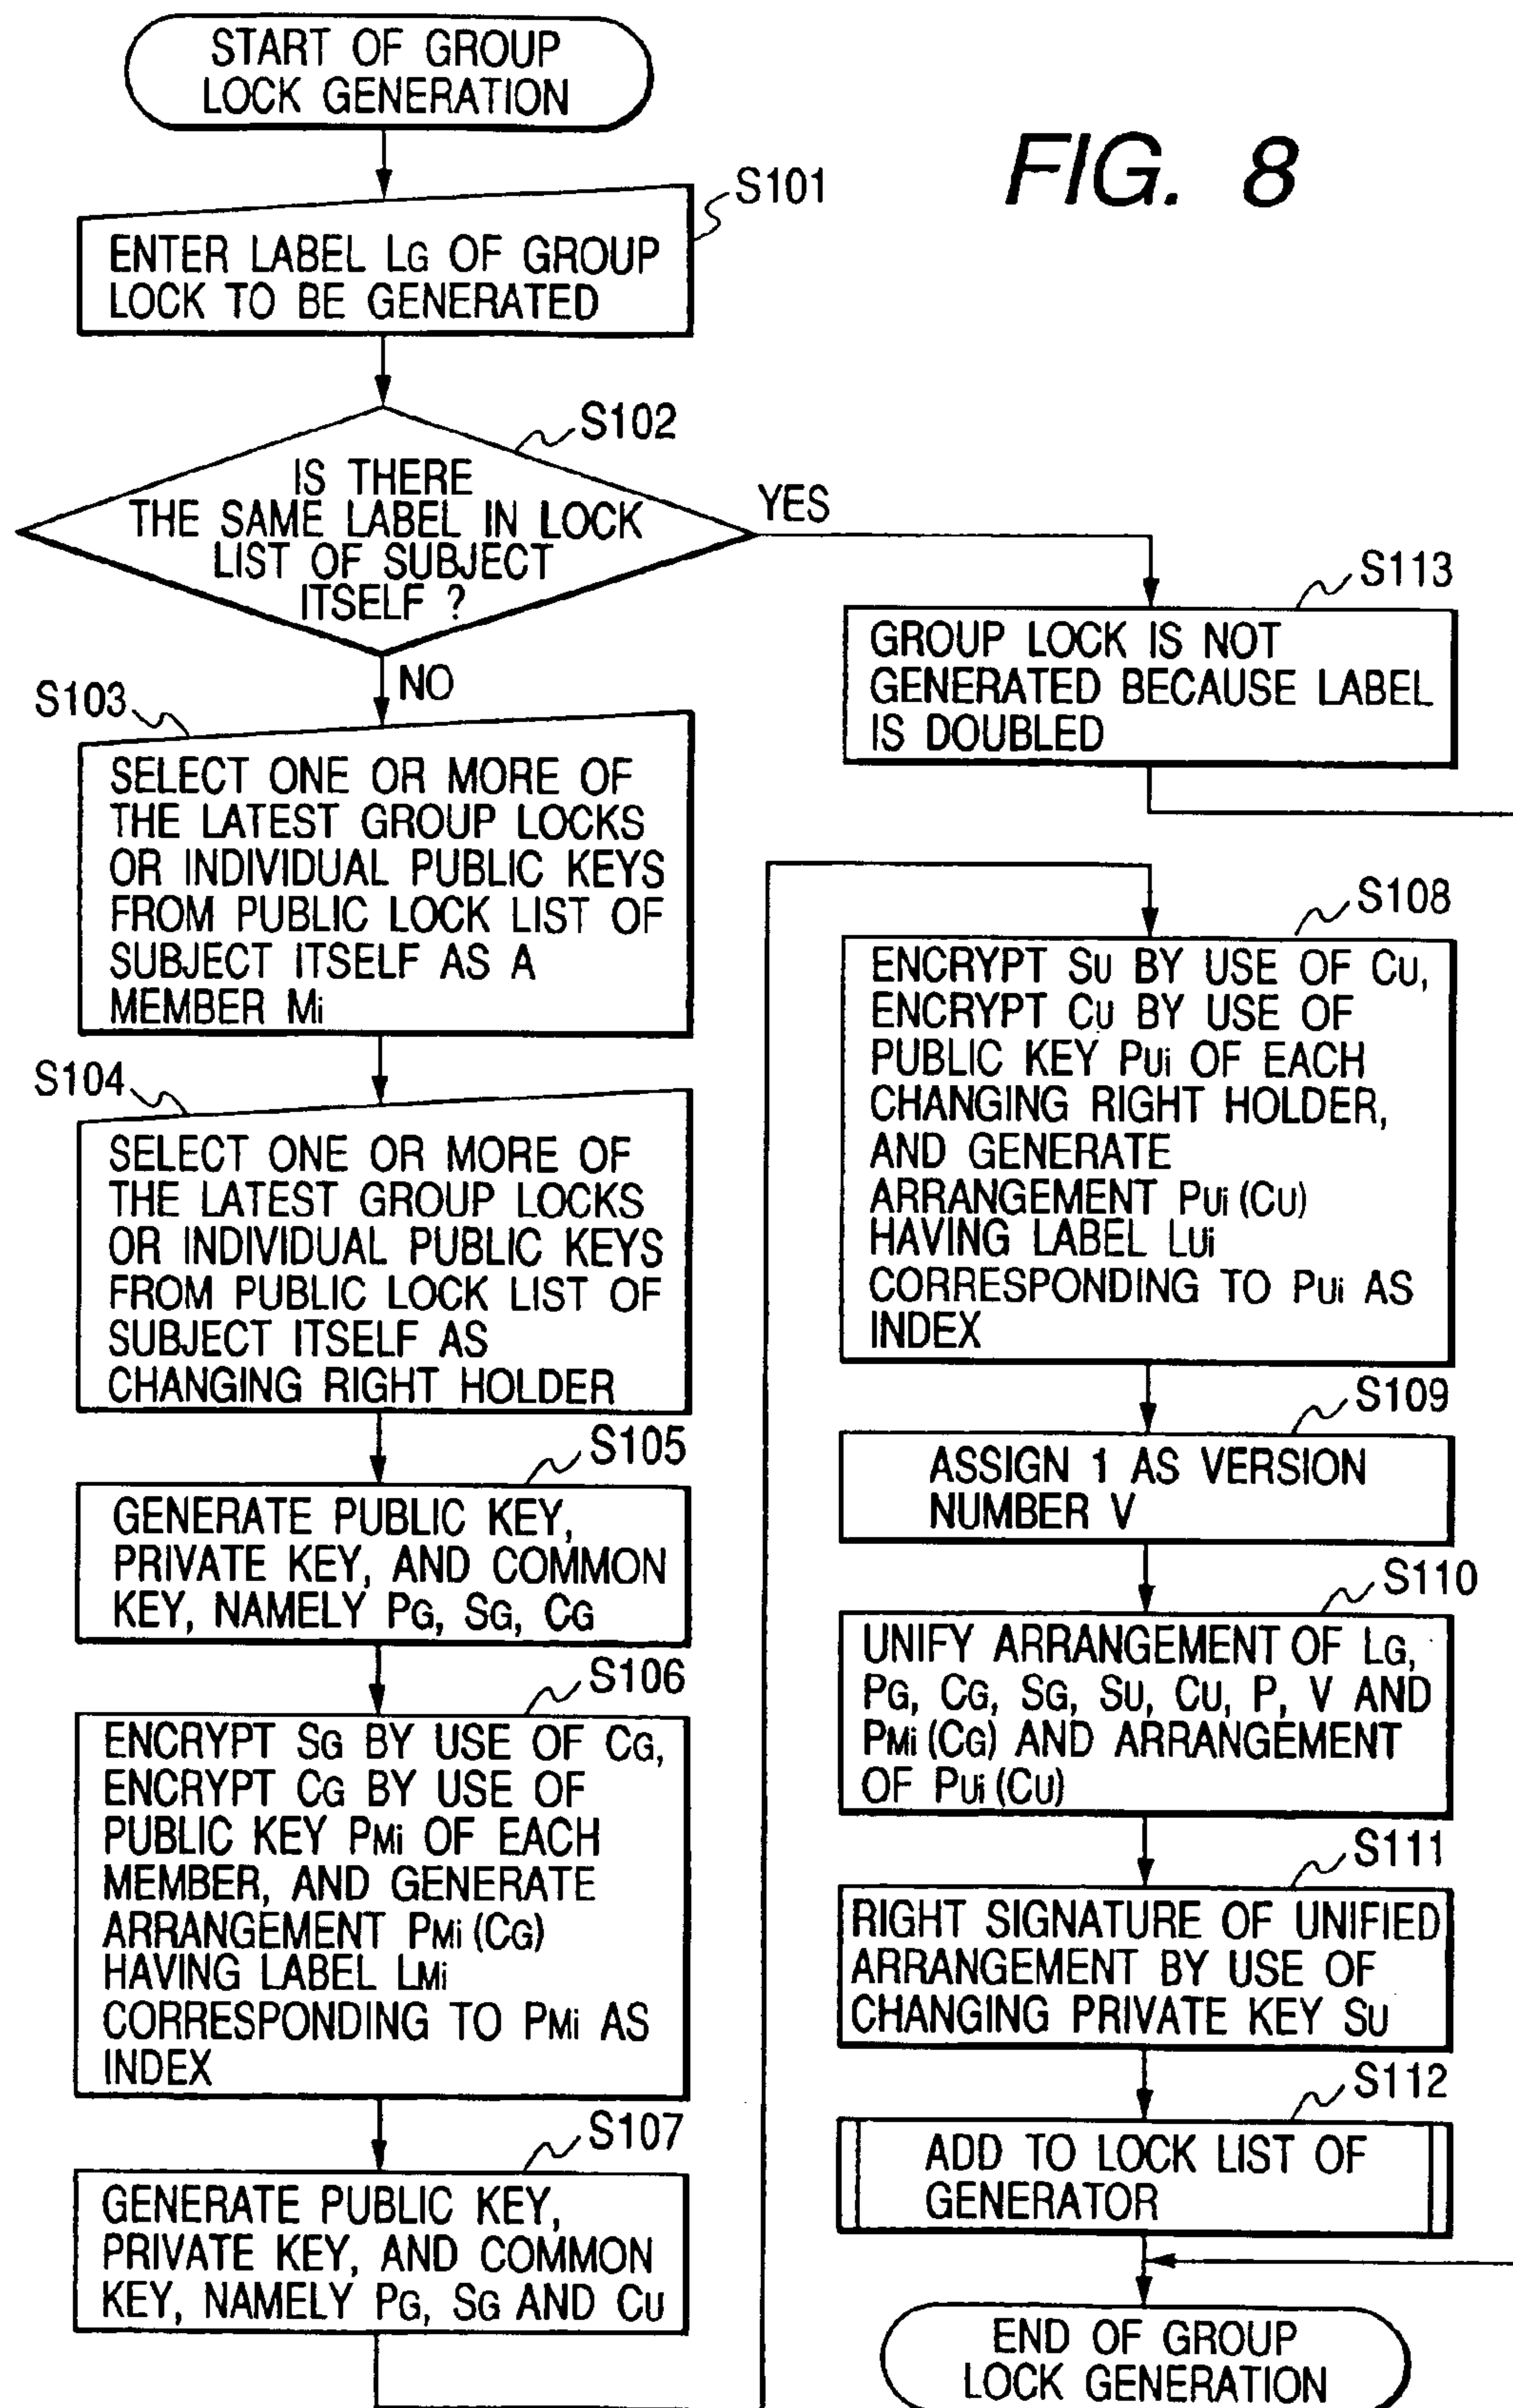 START OF GROUP
LOCK GENERATION
FIG. 8
S101
ENTER LABEL LG OF GROUP
LOCK TO BE GENERATED
S102
IS THERE
THE SAME LABEL IN LOCK
LIST OF SUBJECT
ITSELF ?
YES
NO
S103
SELECT ONE OR MORE OF
THE LATEST GROUP LOCKS
OR INDIVIDUAL PUBLIC KEYS
FROM PUBLIC LOCK LIST OF
SUBJECT ITSELF AS A
MEMBER Mi
S104
SELECT ONE OR MORE OF
THE LATEST GROUP LOCKS
OR INDIVIDUAL PUBLIC KEYS
FROM PUBLIC LOCK LIST OF
SUBJECT ITSELF AS
CHANGING RIGHT HOLDER
S105
GENERATE PUBLIC KEY,
PRIVATE KEY, AND COMMON
KEY, NAMELY PG, SG, CG
S106
ENCRYPT SG BY USE OF CG,
ENCRYPT CG BY USE OF
PUBLIC KEY PMi OF EACH
MEMBER, AND GENERATE
ARRANGEMENT PMi (CG)
HAVING LABEL LMi
CORRESPONDING TO PMi AS
INDEX
S107
GENERATE PUBLIC KEY,
PRIVATE KEY, AND COMMON
KEY, NAMELY PG, SG AND CU
S113
GROUP LOCK IS NOT
GENERATED BECAUSE LABEL
IS DOUBLED
S108
ENCRYPT SU BY USE OF CU,
ENCRYPT CU BY USE OF
PUBLIC KEY PUi OF EACH
CHANGING RIGHT HOLDER,
AND GENERATE
ARRANGEMENT PUi (CU)
HAVING LABEL LUi
CORRESPONDING TO PUi AS
INDEX
S109
ASSIGN 1 AS VERSION
NUMBER V
S110
UNIFY ARRANGEMENT OF LG,
PG, CG, SG, SU, CU, P, V AND
PMi (CG) AND ARRANGEMENT
OF PUi (CU)
S111
RIGHT SIGNATURE OF UNIFIED
ARRANGEMENT BY USE OF
CHANGING PRIVATE KEY SU
S112
ADD TO LOCK LIST OF
GENERATOR
END OF GROUP
LOCK GENERATION